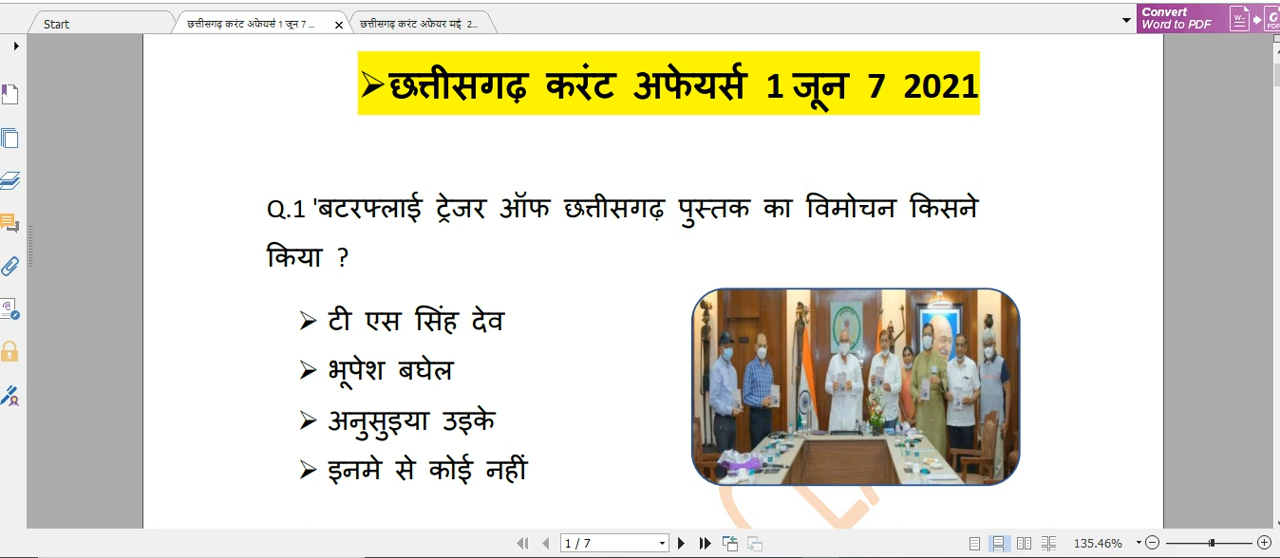 Start
छत्तीसगढ़ करंट अफेयर्स 1 जून 7 ...
छत्तीसगढ़ करंट अफेयर मई 2...
Convert
Word to PDF
➢छत्तीसगढ़ करंट अफेयर्स 1 जून 7 2021
Q.1 'बटरफ्लाई ट्रेजर ऑफ छत्तीसगढ़ पुस्तक का विमोचन किसने
किया ?
➢ टी एस सिंह देव
➢ भूपेश बघेल
➢ अनुसुइया उइके
➢ इनमे से कोई नहीं
1 / 7
135.46%